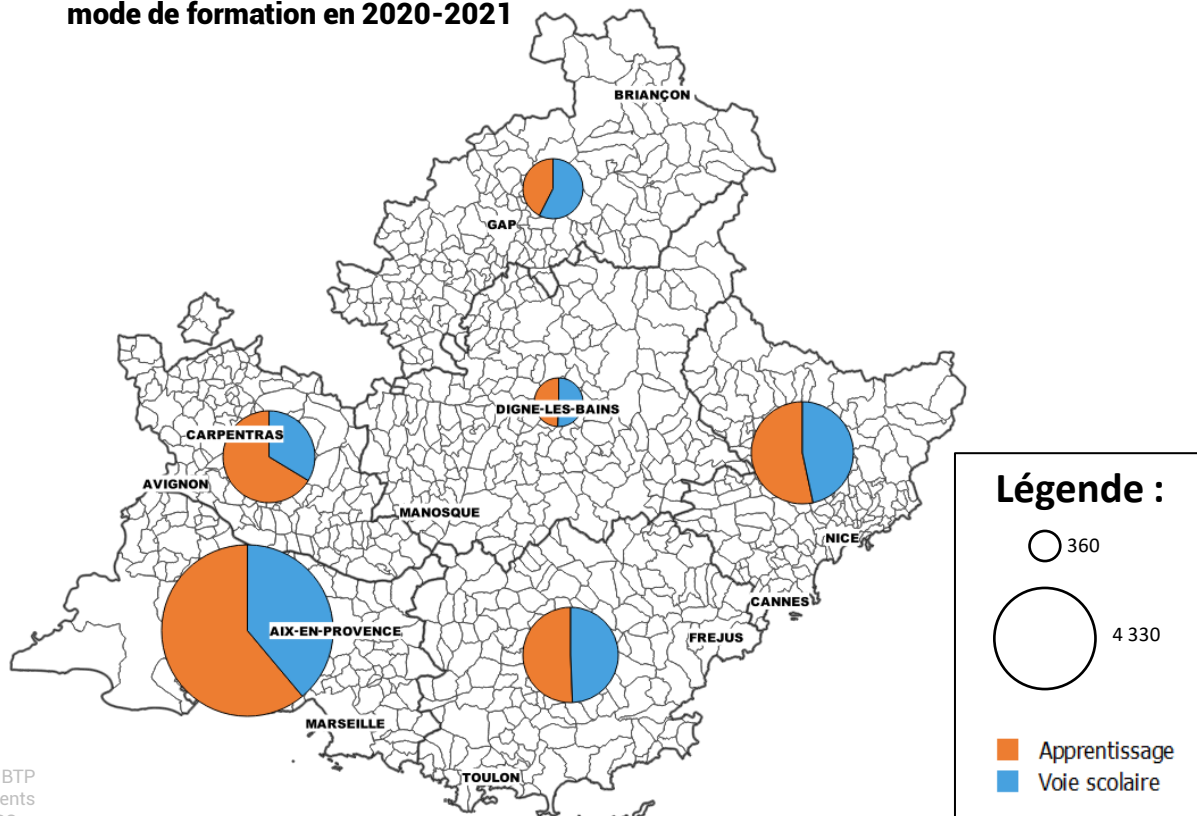 mode de formation en 2020-2021
BRIANÇON
GAP
DIGNE-LES-BAINS
CARPENTRAS
AVIGNON
MANOSQUE
NICE
CANNES
AIX-EN-PROVENCE
FREJUS
MARSEILLE
TOULON
Légende :
360
4 330
Apprentissage
Voie scolaire
BTP
ents